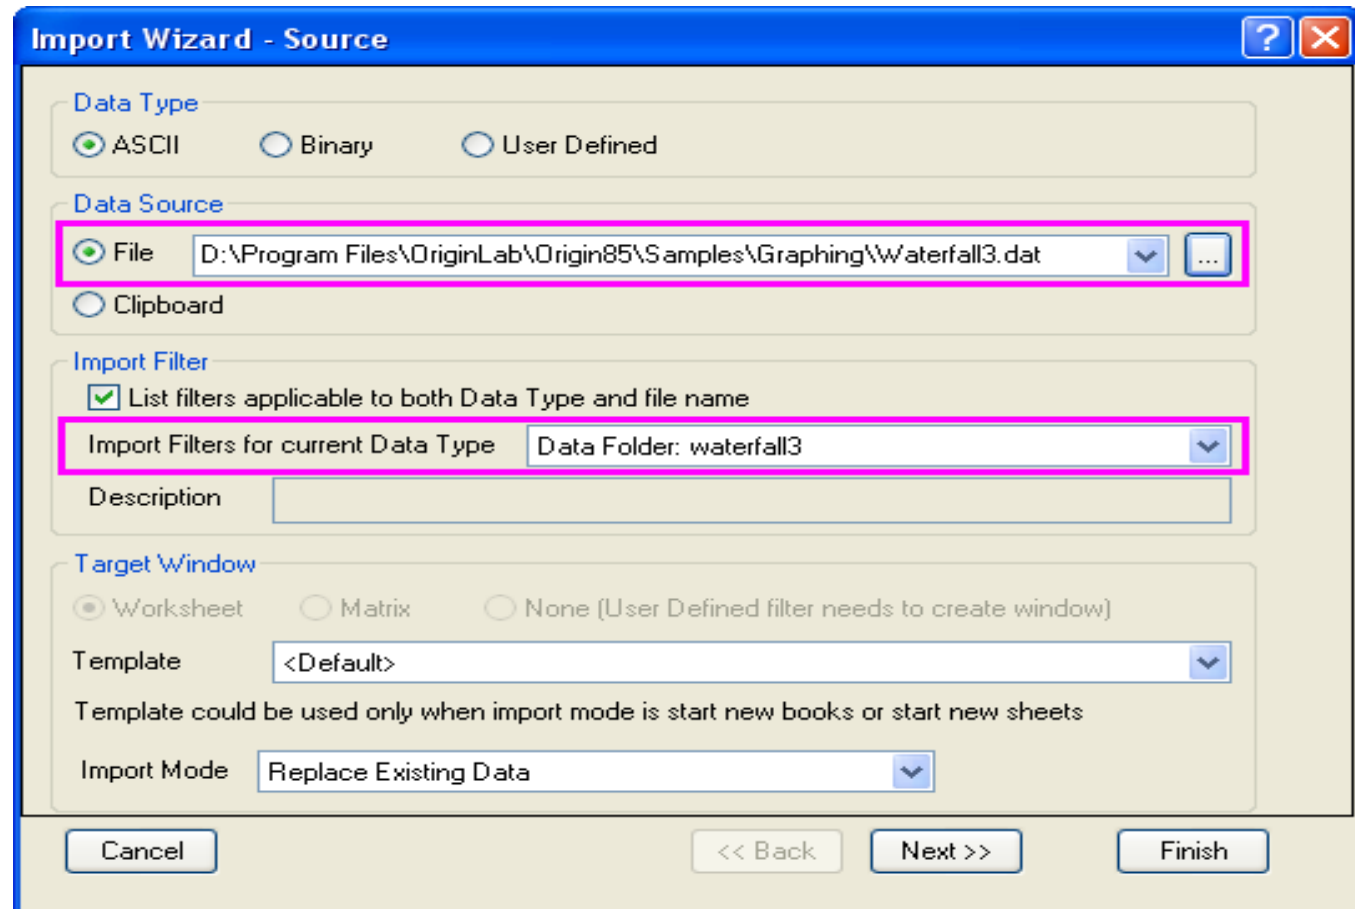 Import Wizard - Source
Data Type
ASCII Binary User Defined
Data Source
File D:\Program Files\OriginLab\Origin85\Samples\Graphing\Waterfall3.dat ...
Clipboard
Import Filter
List filters applicable to both Data Type and file name
Import Filters for current Data Type Data Folder: waterfall3
Description
Target Window
Worksheet Matrix None (User Defined filter needs to create window)
Template <Default>
Template could be used only when import mode is start new books or start new sheets
Import Mode Replace Existing Data
Cancel << Back Next >> Finish